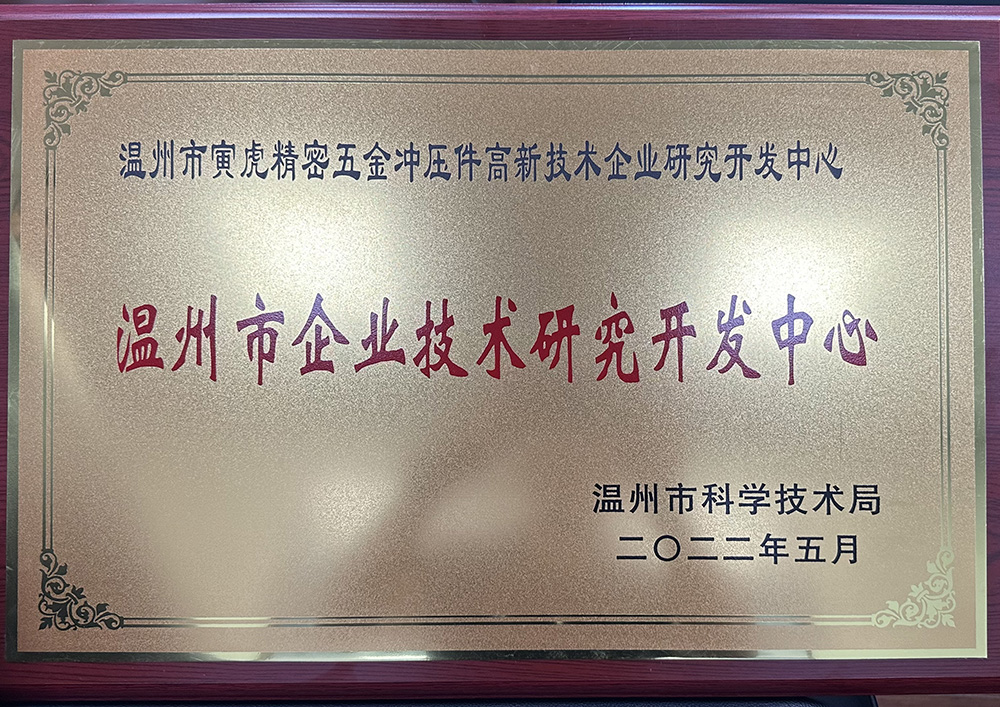 温州市寅虎精密五金冲压件高新技术企业研究开发中心
温州市企业技术研究开发中心
温州市科学技术局
二〇二二年五月